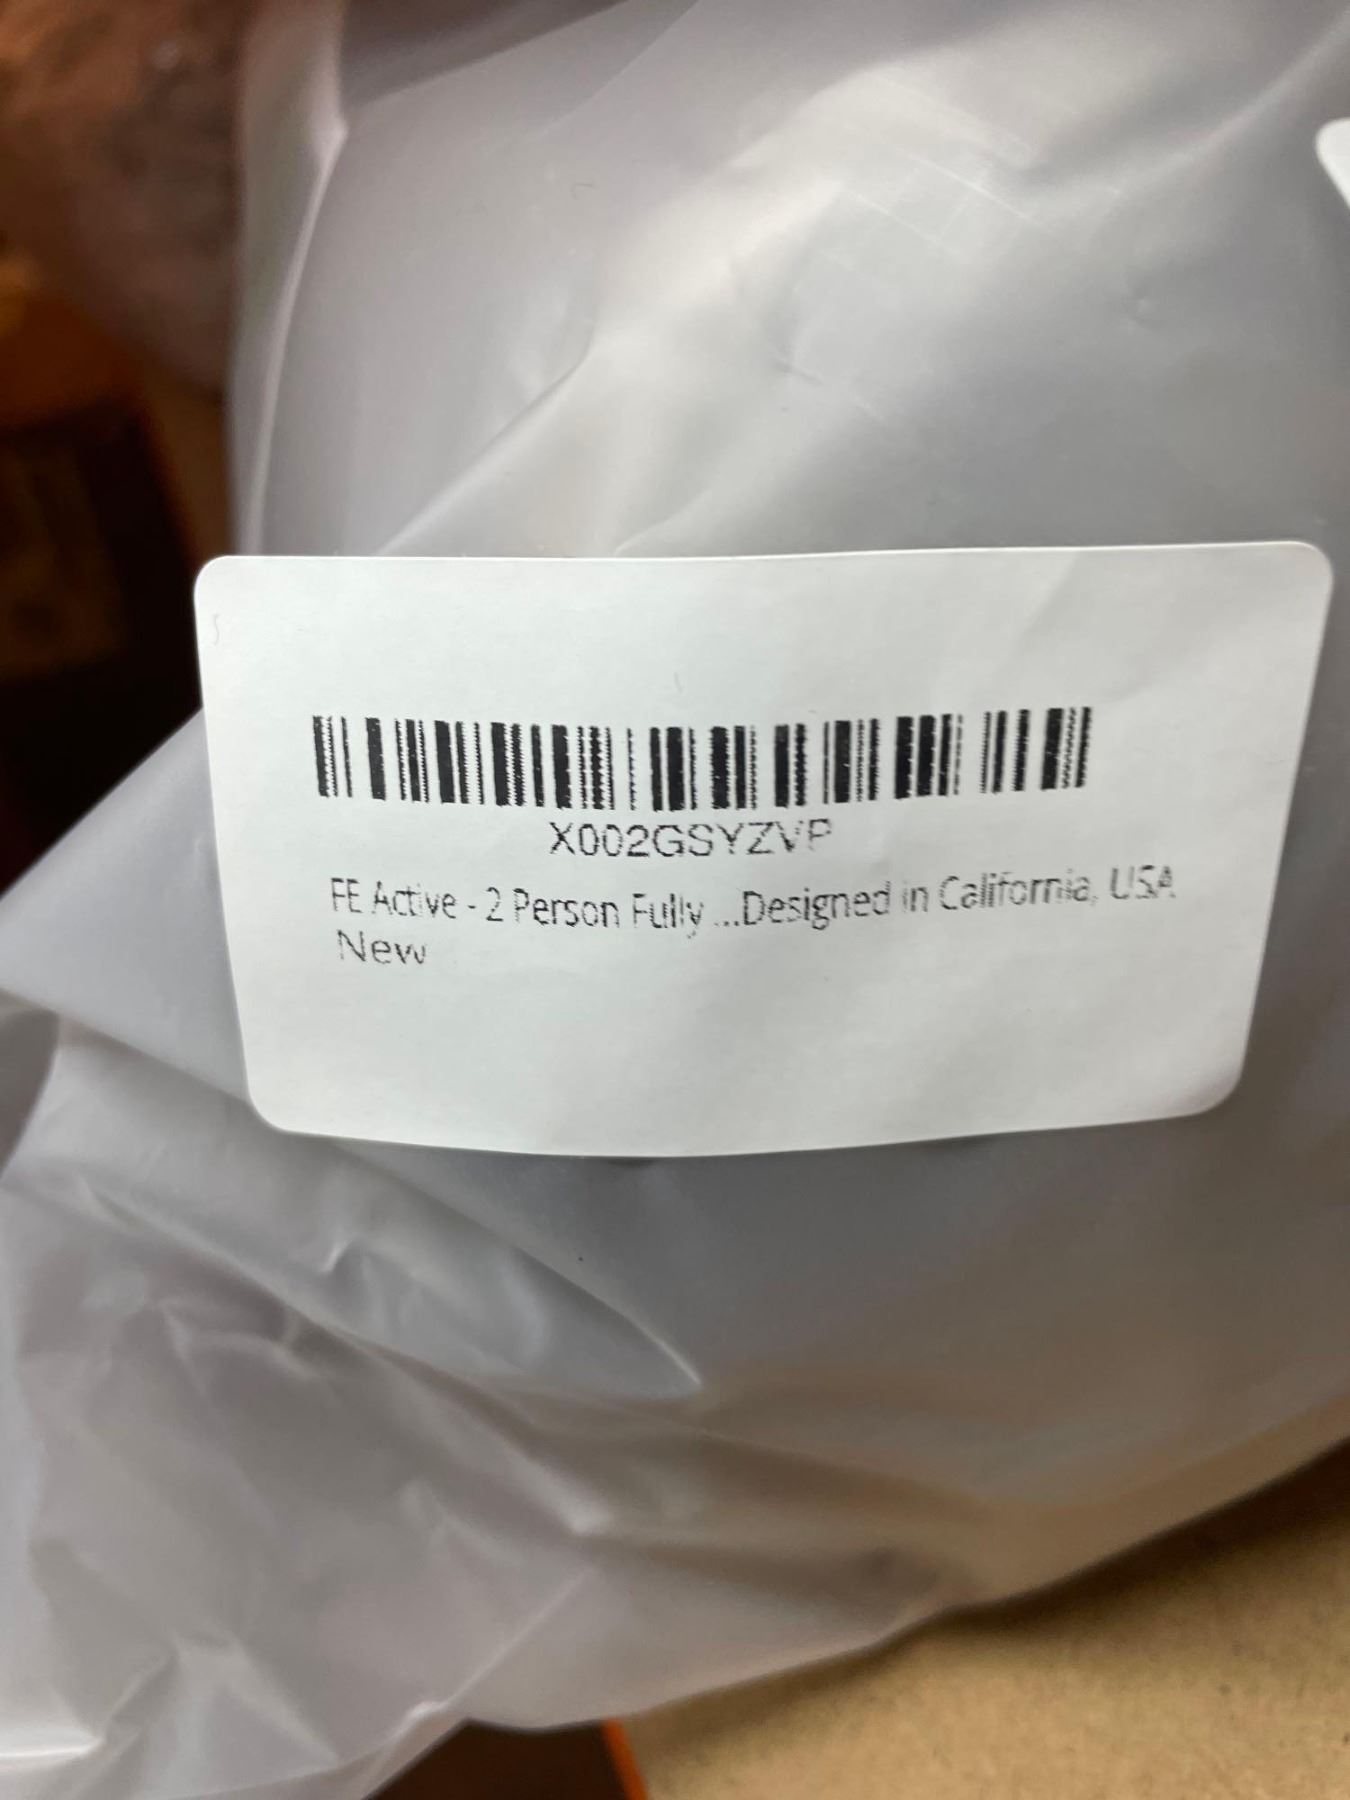 X002GSYZVP
FE Active - 2 Person Fully ...Designed in California, USA
New